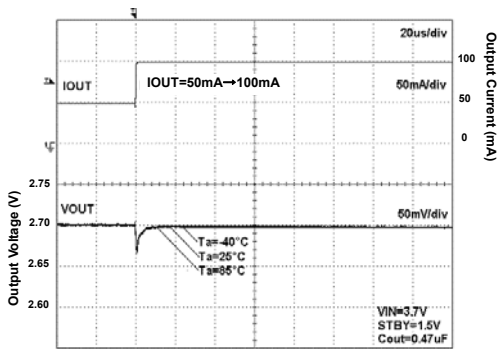 20us/div
IOUT
IOUT=50mA→100mA
50mA/div
100
50
0
Output Current (mA)
2.75
2.70
2.65
2.60
Output Voltage (V)
VOUT
50mV/div
Ta=-40°C
Ta=25°C
Ta=85°C
VIN=3.7V
STBY=1.5V
Cout=0.47uF